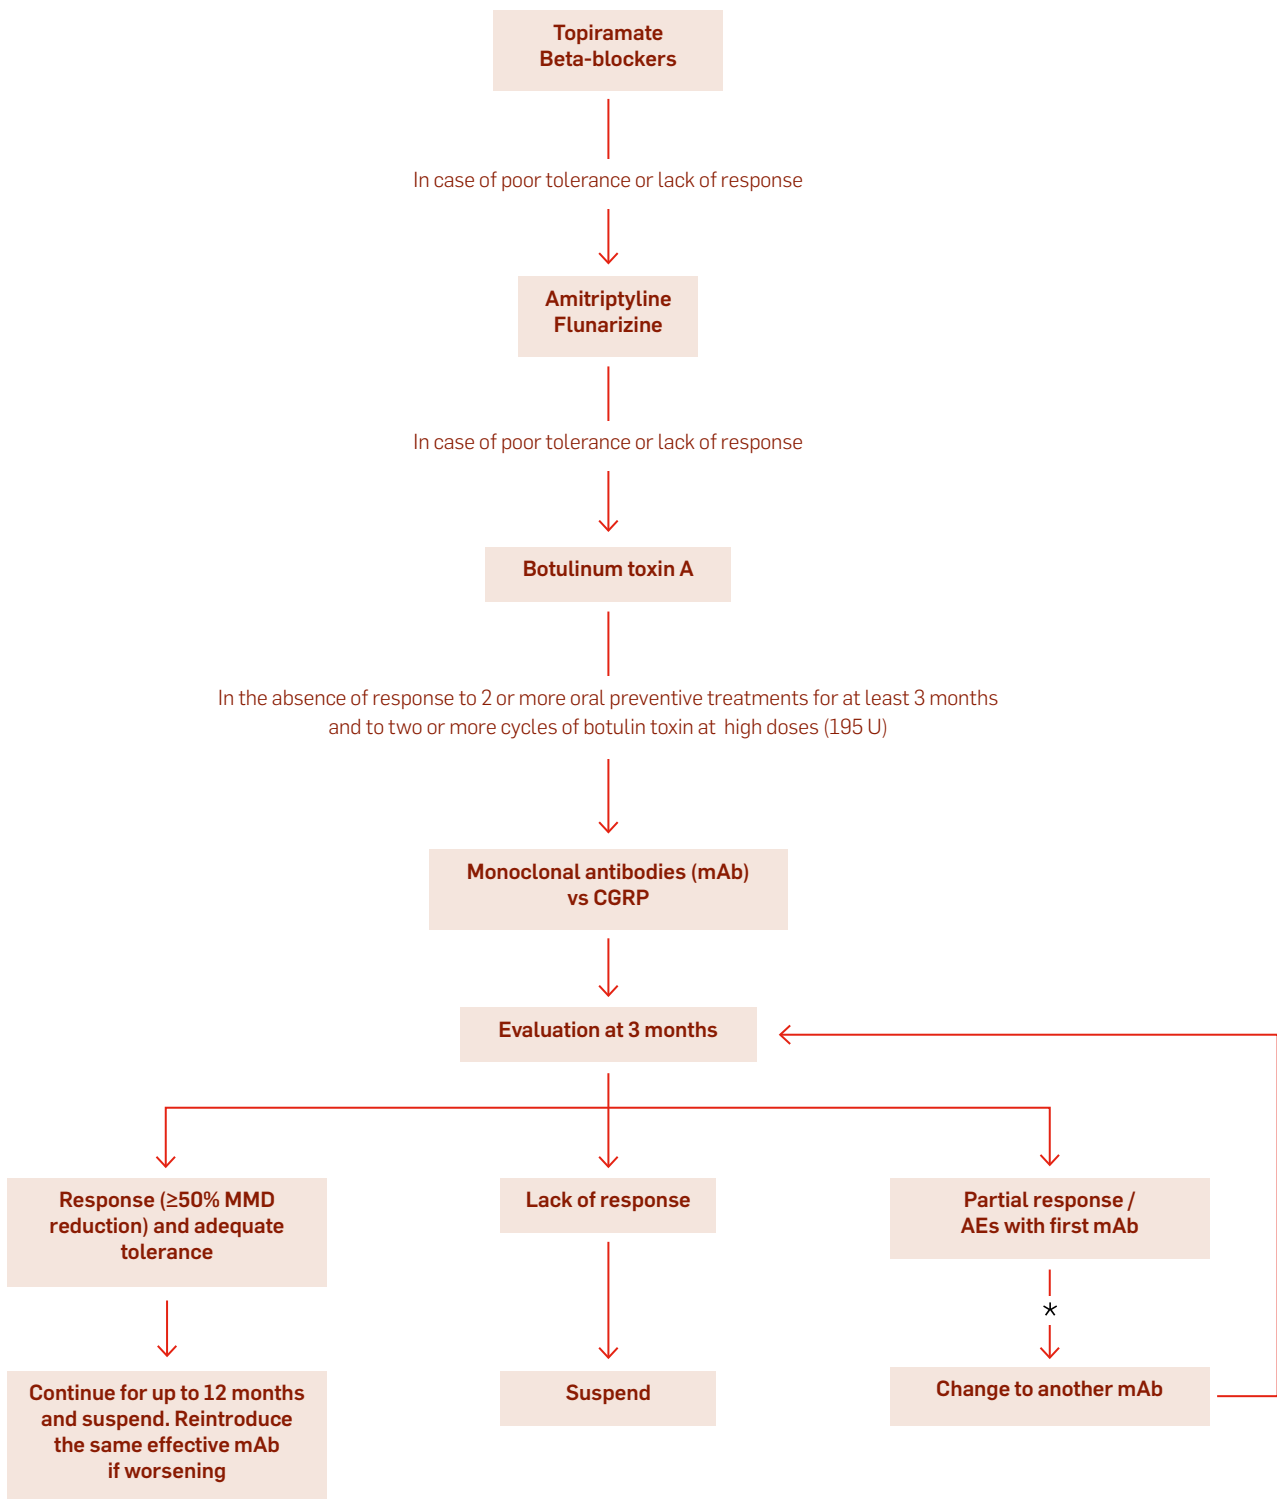 Topiramate
Beta-blockers
In case of poor tolerance or lack of response
Amitriptyline
Flunarizine
In case of poor tolerance or lack of response
Botulinum toxin A
In the absence of response to 2 or more oral preventive treatments for at least 3 months
and to two or more cycles of botulin toxin at high doses (195 U)
Monoclonal antibodies (mAb)
vs CGRP
Evaluation at 3 months
Response (≥50% MMD
reduction) and adequate
tolerance
Lack of response
Partial response /
AEs with first mAb
*
Continue for up to 12 months
and suspend. Reintroduce
the same effective mAb
if worsening
Suspend
Change to another mAb